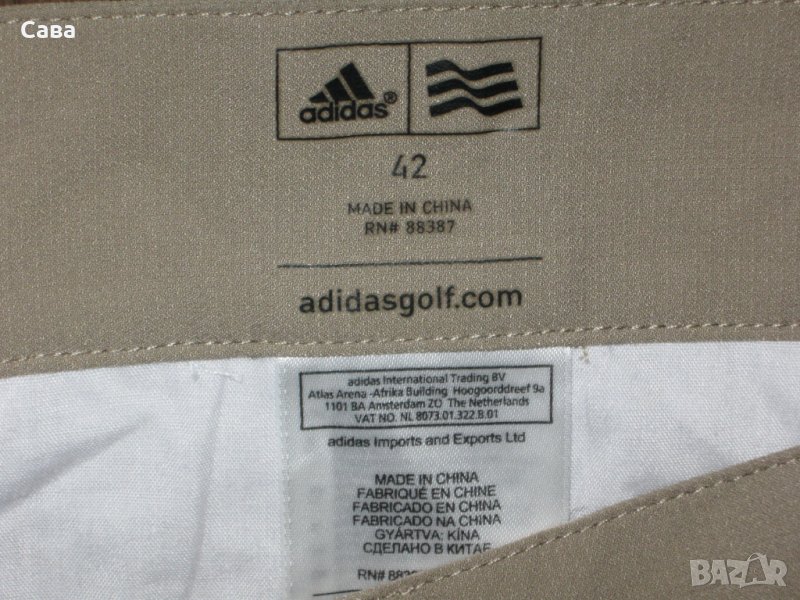 Сава
adidas®
42
MADE IN CHINA
RN# 88387
adidasgolf.com
adidas International Trading BV
Atlas Arena -Afrika Building Hoogoorddreef 9a
1101 BA Amsterdam ZO The Netherlands
VAT NO. NL 8073.01.322.B.01
adidas Imports and Exports Ltd
MADE IN CHINA
FABRIQUÉ EN CHINE
FABRICADO EN CHINA
FABRICADO NA CHINA
GYÁRTVA: KÍNA
СДЕЛАНО В КИТАЕ
RN#
BAZAR